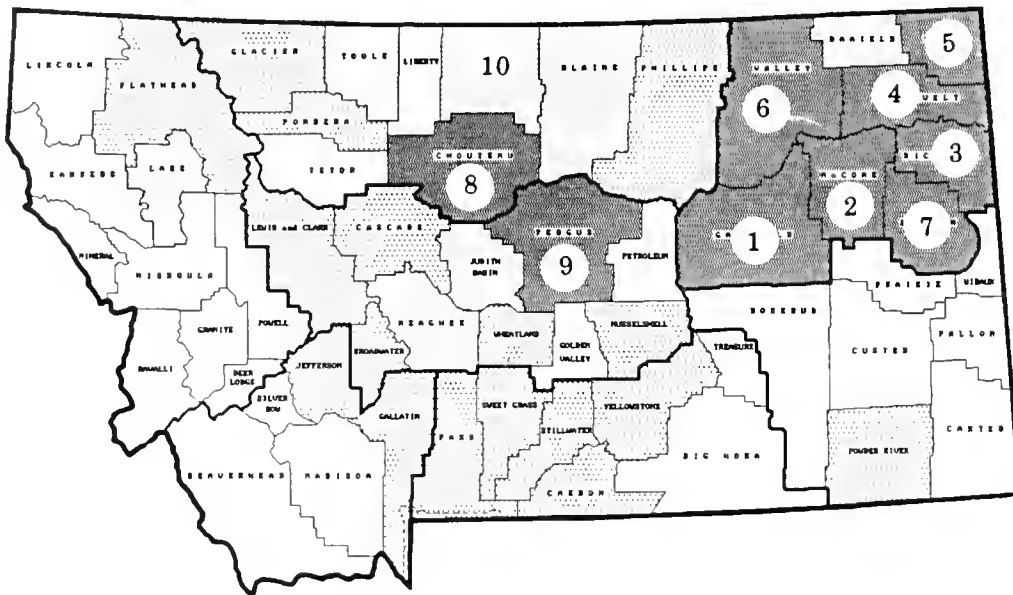 LINCOLN
FLATHEAD
GLACIER
TOOLE
LIBERTY
10
BLAINE
PHILLIPS
VALLEY
6
DANIELS
5
4
VELT
PONDERA
TETON
CHOUTEAU
8
RIC
3
SANDERS
LAKE
McCONE
2
7
LEWIS and CLARK
CASCADE
JUDITH
BASIN
FERGUS
9
PETROLEUM
GA
1
MINERAL
MISSOULA
PRAIRIE
WIBAUX
ROSEBUD
GRANITE
POWELL
MEAGHER
WHEATLAND
GOLDEN
VALLEY
MUSSELSHELL
TREASURE
CUSTER
FALLON
RAVALLI
DEER
LODGE
JEFFERSON
BROADWATER
SILVER
BOW
GALLATIN
PARK
SWEET GRASS
STILLWATER
YELLOWSTONE
BIG HORN
POWDER RIVER
CARTER
BEAVERHEAD
MADISON
CARBON